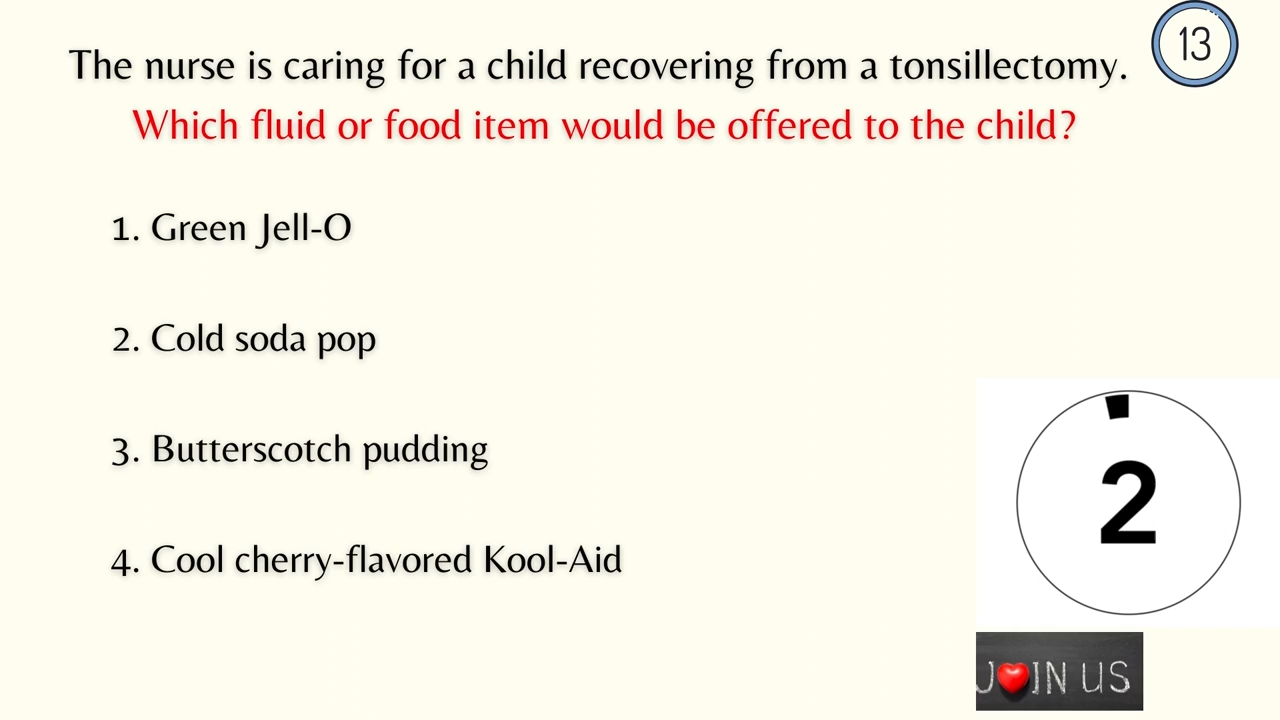 The nurse is caring for a child recovering from a tonsillectomy.
13
Which fluid or food item would be offered to the child?
1. Green Jell-O
2. Cold soda pop
3. Butterscotch pudding
4. Cool cherry-flavored Kool-Aid
2
JOIN US